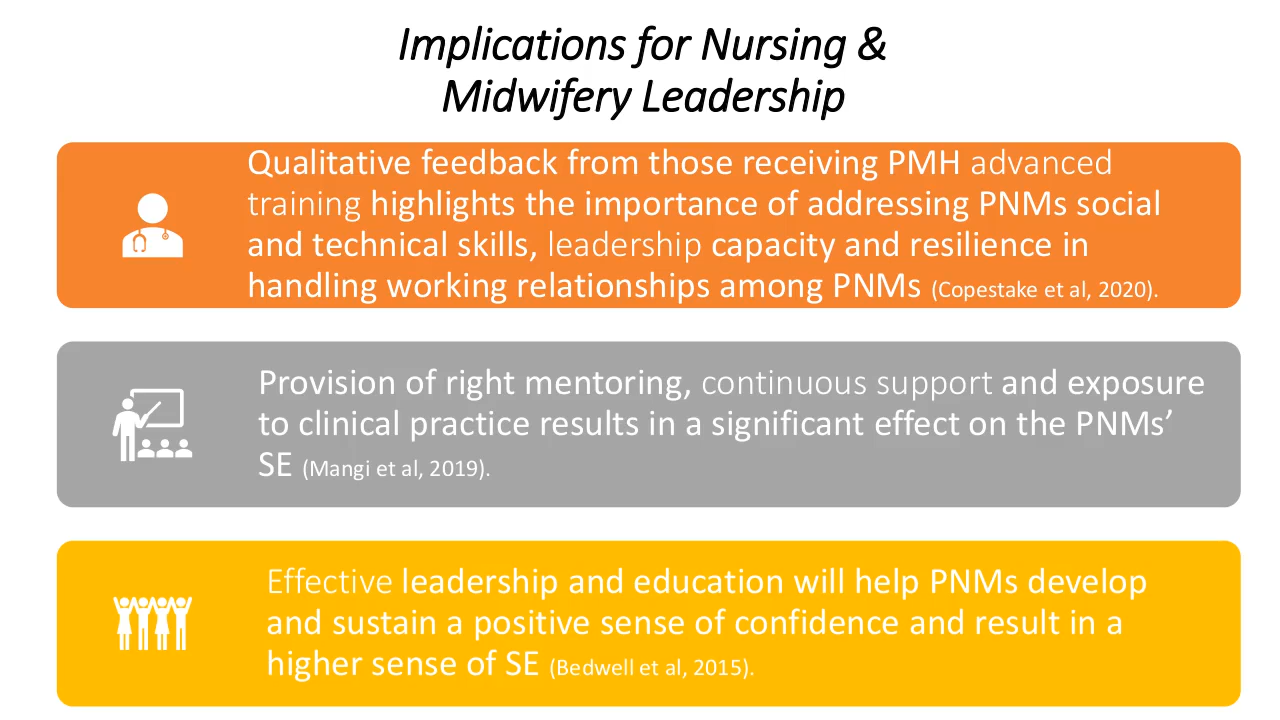 Implications for Nursing &
Midwifery Leadership
Qualitative feedback from those receiving PMH advanced
training highlights the importance of addressing PNMs social
and technical skills, leadership capacity and resilience in
handling working relationships among PNMs (Copestake et al, 2020).
Provision of right mentoring, continuous support and exposure
to clinical practice results in a significant effect on the PNMs’
SE (Mangi et al, 2019).
Effective leadership and education will help PNMs develop
and sustain a positive sense of confidence and result in a
higher sense of SE (Bedwell et al, 2015).